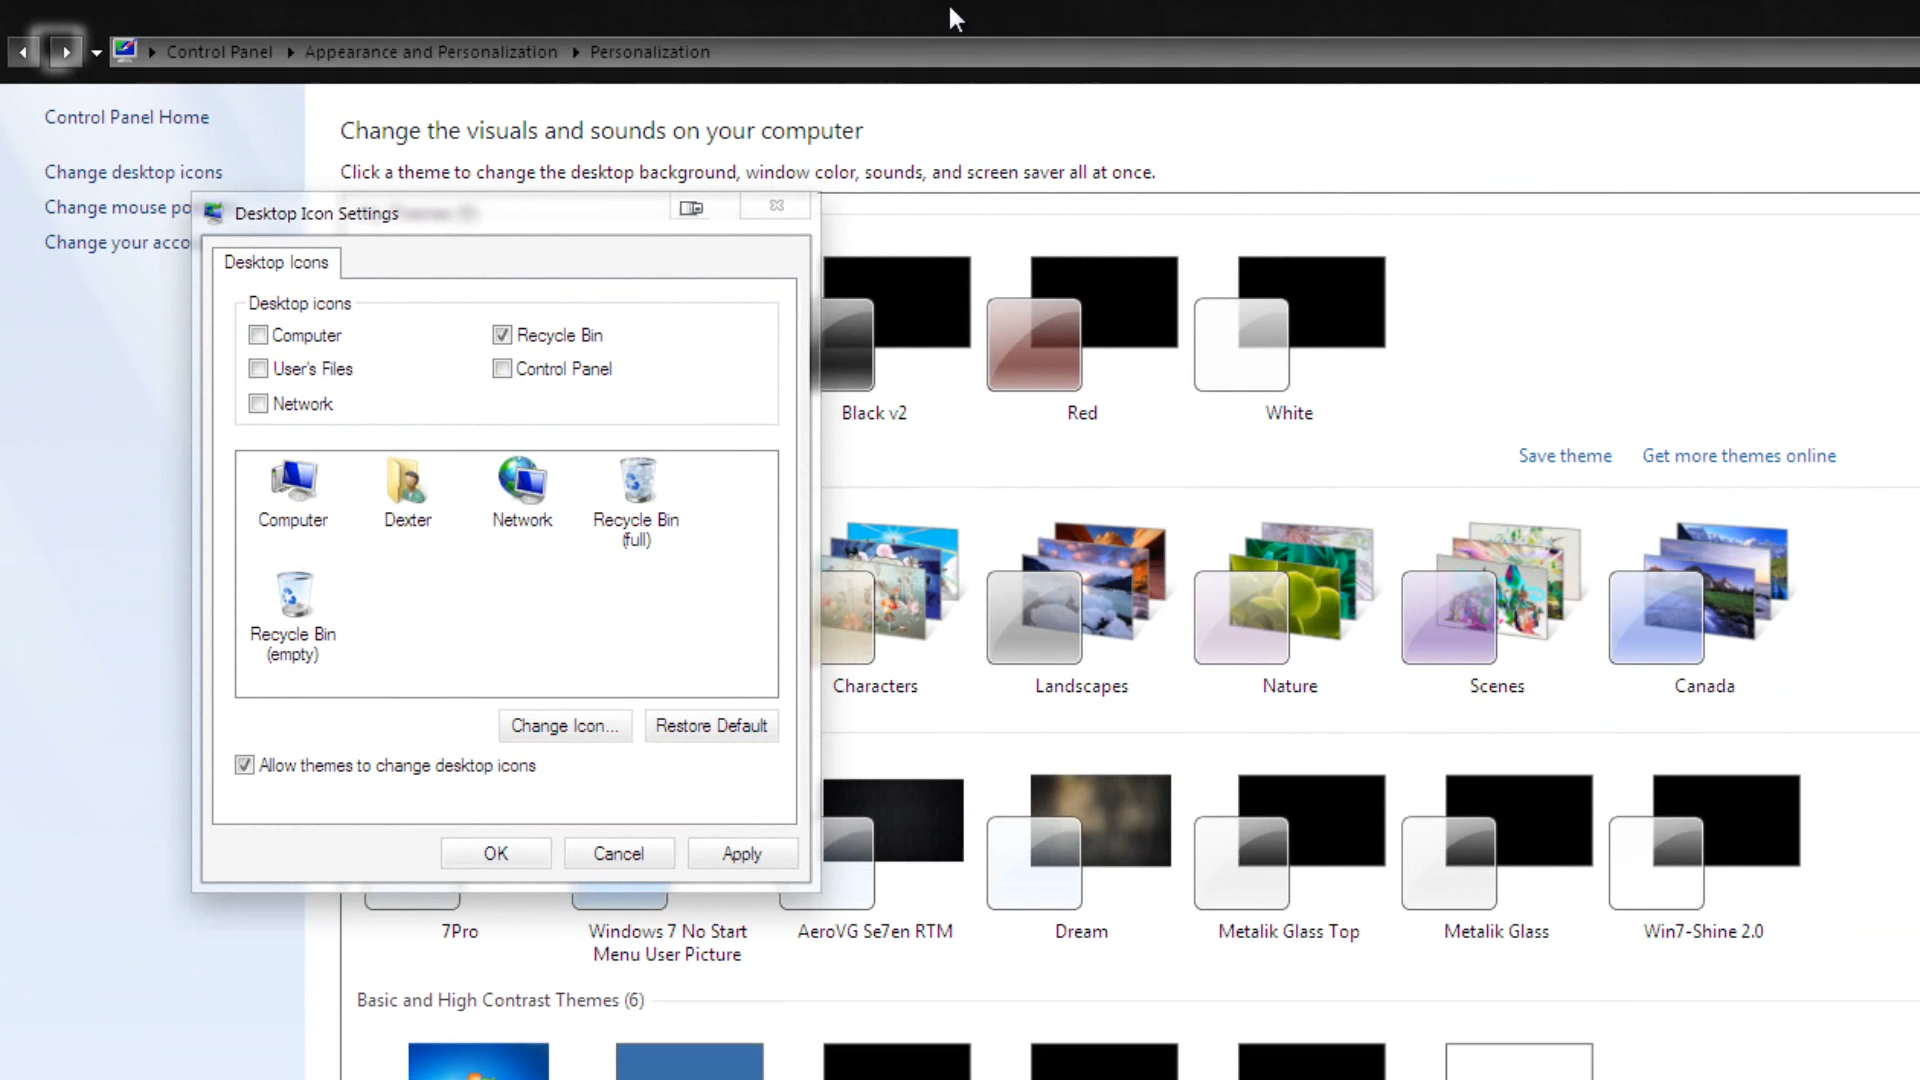 Control Panel Appearance and Personalization Personalization
Control Panel Home
Change the visuals and sounds on your computer
Change desktop icons
Click a theme to change the desktop background, window color, sounds, and screen saver all at once.
Change mouse
Change your acco
Desktop Icon Settings
Desktop Icons
Desktop icons
Computer
Recycle Bin
User's Files
Control Panel
Network
Black v2
Red
White
Save theme
Get more themes online
Computer
Dexter
Network
Recycle Bin
(full)
Recycle Bin
(empty)
Characters
Landscapes
Nature
Scenes
Canada
Change Icon...
Restore Default
Allow themes to change desktop icons
OK
Cancel
Apply
7Pro
Windows 7 No Start
Menu User Picture
AeroVG Se7en RTM
Dream
Metalik Glass Top
Metalik Glass
Win7-Shine 2.0
Basic and High Contrast Themes (6)